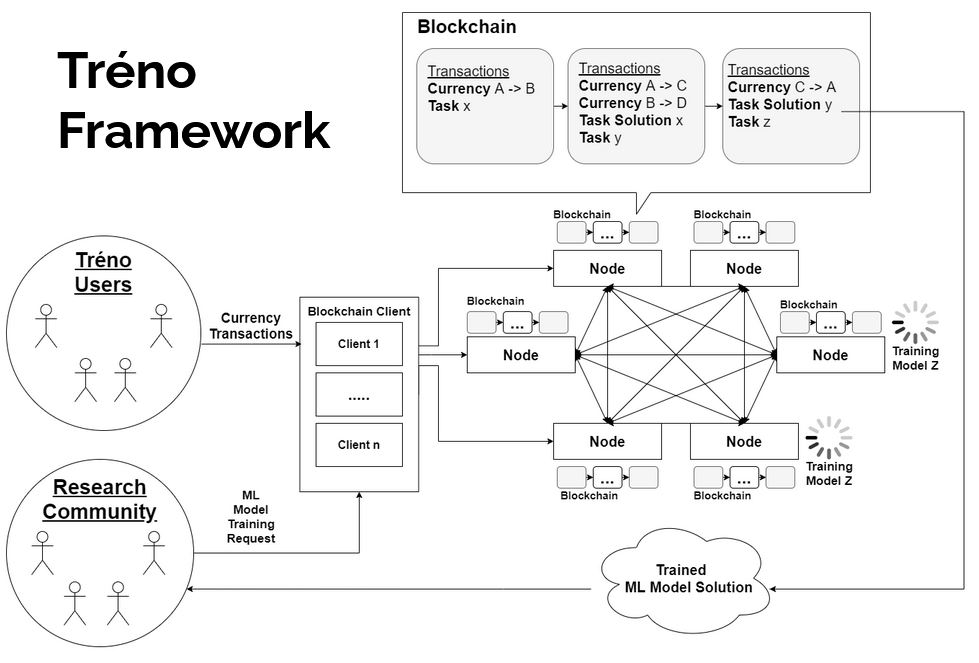 Tréno
Framework
Blockchain
Transactions
Currency A -> B
Task x
Transactions
Currency A -> C
Currency B -> D
Task Solution x
Task y
Transactions
Currency C -> A
Task Solution y
Task z
Blockchain
...
Node
Blockchain
...
Node
Tréno
Users
Currency
Transactions
Blockchain Client
Client 1
.....
Client n
Blockchain
...
Node
Blockchain
...
Node
Training
Model Z
Node
...
Blockchain
Node
...
Blockchain
Training
Model Z
Research
Community
ML
Model
Training
Request
Trained
ML Model Solution